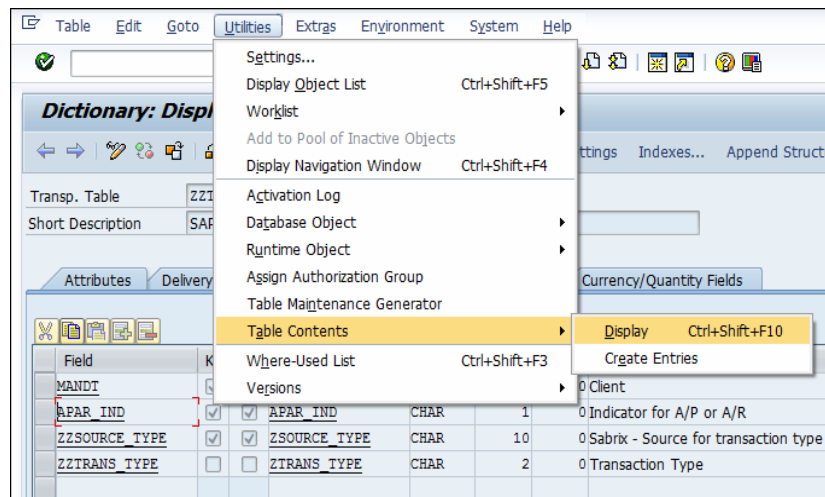 Table Edit Goto Utilities Extras Environment System Help
Settings...
Display Object List Ctrl+Shift+F5
Dictionary: Displ
Worklist
Add to Pool of Inactive Objects
Display Navigation Window Ctrl+Shift+F4
ttings Indexes... Append Struct
Transp. Table ZZT
Activation Log
Short Description SAP
Database Object
Runtime Object
Attributes Delivery
Assign Authorization Group
Currency/Quantity Fields
Table Maintenance Generator
Table Contents
Display Ctrl+Shift+F10
Field K
Where-Used List Ctrl+Shift+F3
Create Entries
MANDT
Versions
0 Client
APAR_IND APAR_IND CHAR 1 0 Indicator for A/P or A/R
ZZSOURCE_TYPE ZSOURCE_TYPE CHAR 10 0 Sabrix - Source for transaction type
ZZTRANS_TYPE ZTRANS_TYPE CHAR 2 0 Transaction Type